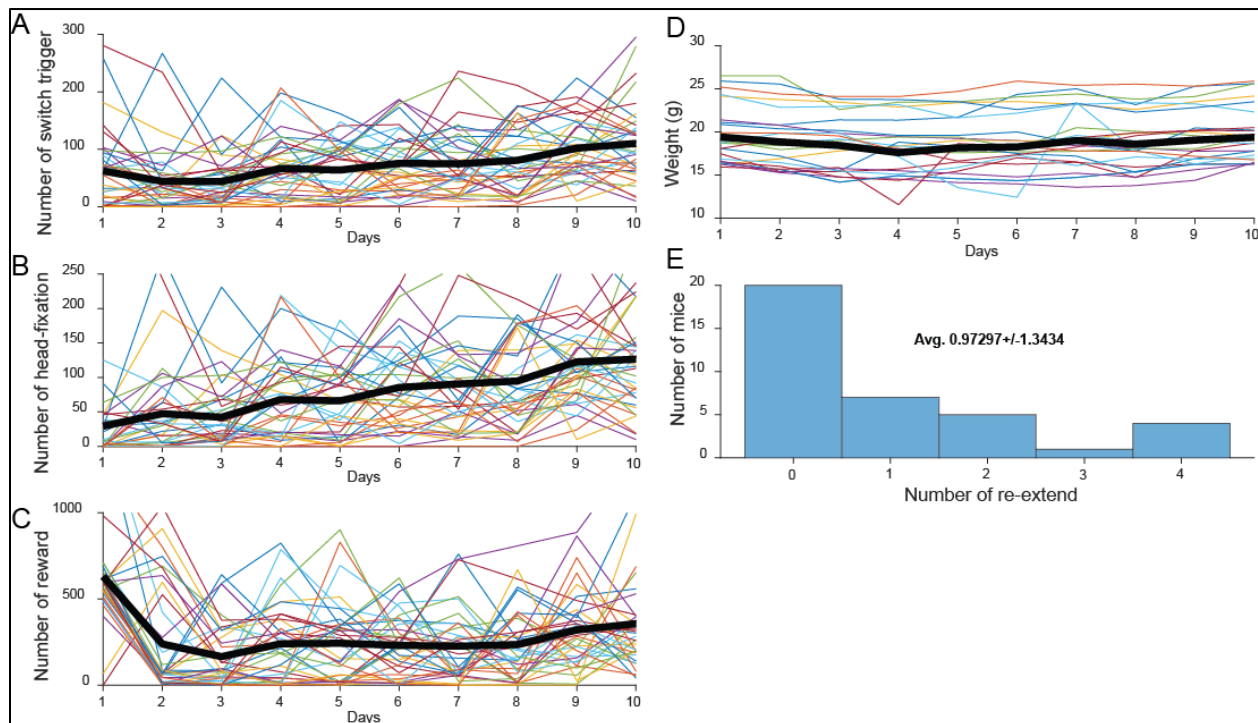 A
Number of switch trigger
300
200
100
0
1 2 3 4 5 6 7 8 9 10
Days
B
Number of head-fixation
250
200
150
100
50
0
1 2 3 4 5 6 7 8 9 10
Days
C
Number of reward
1000
500
0
1 2 3 4 5 6 7 8 9 10
Days
D
Weight (g)
30
25
20
15
10
1 2 3 4 5 6 7 8 9 10
Days
E
Number of mice
20
15
10
5
0
Avg. 0.97297+/-1.3434
0 1 2 3 4
Number of re-extend